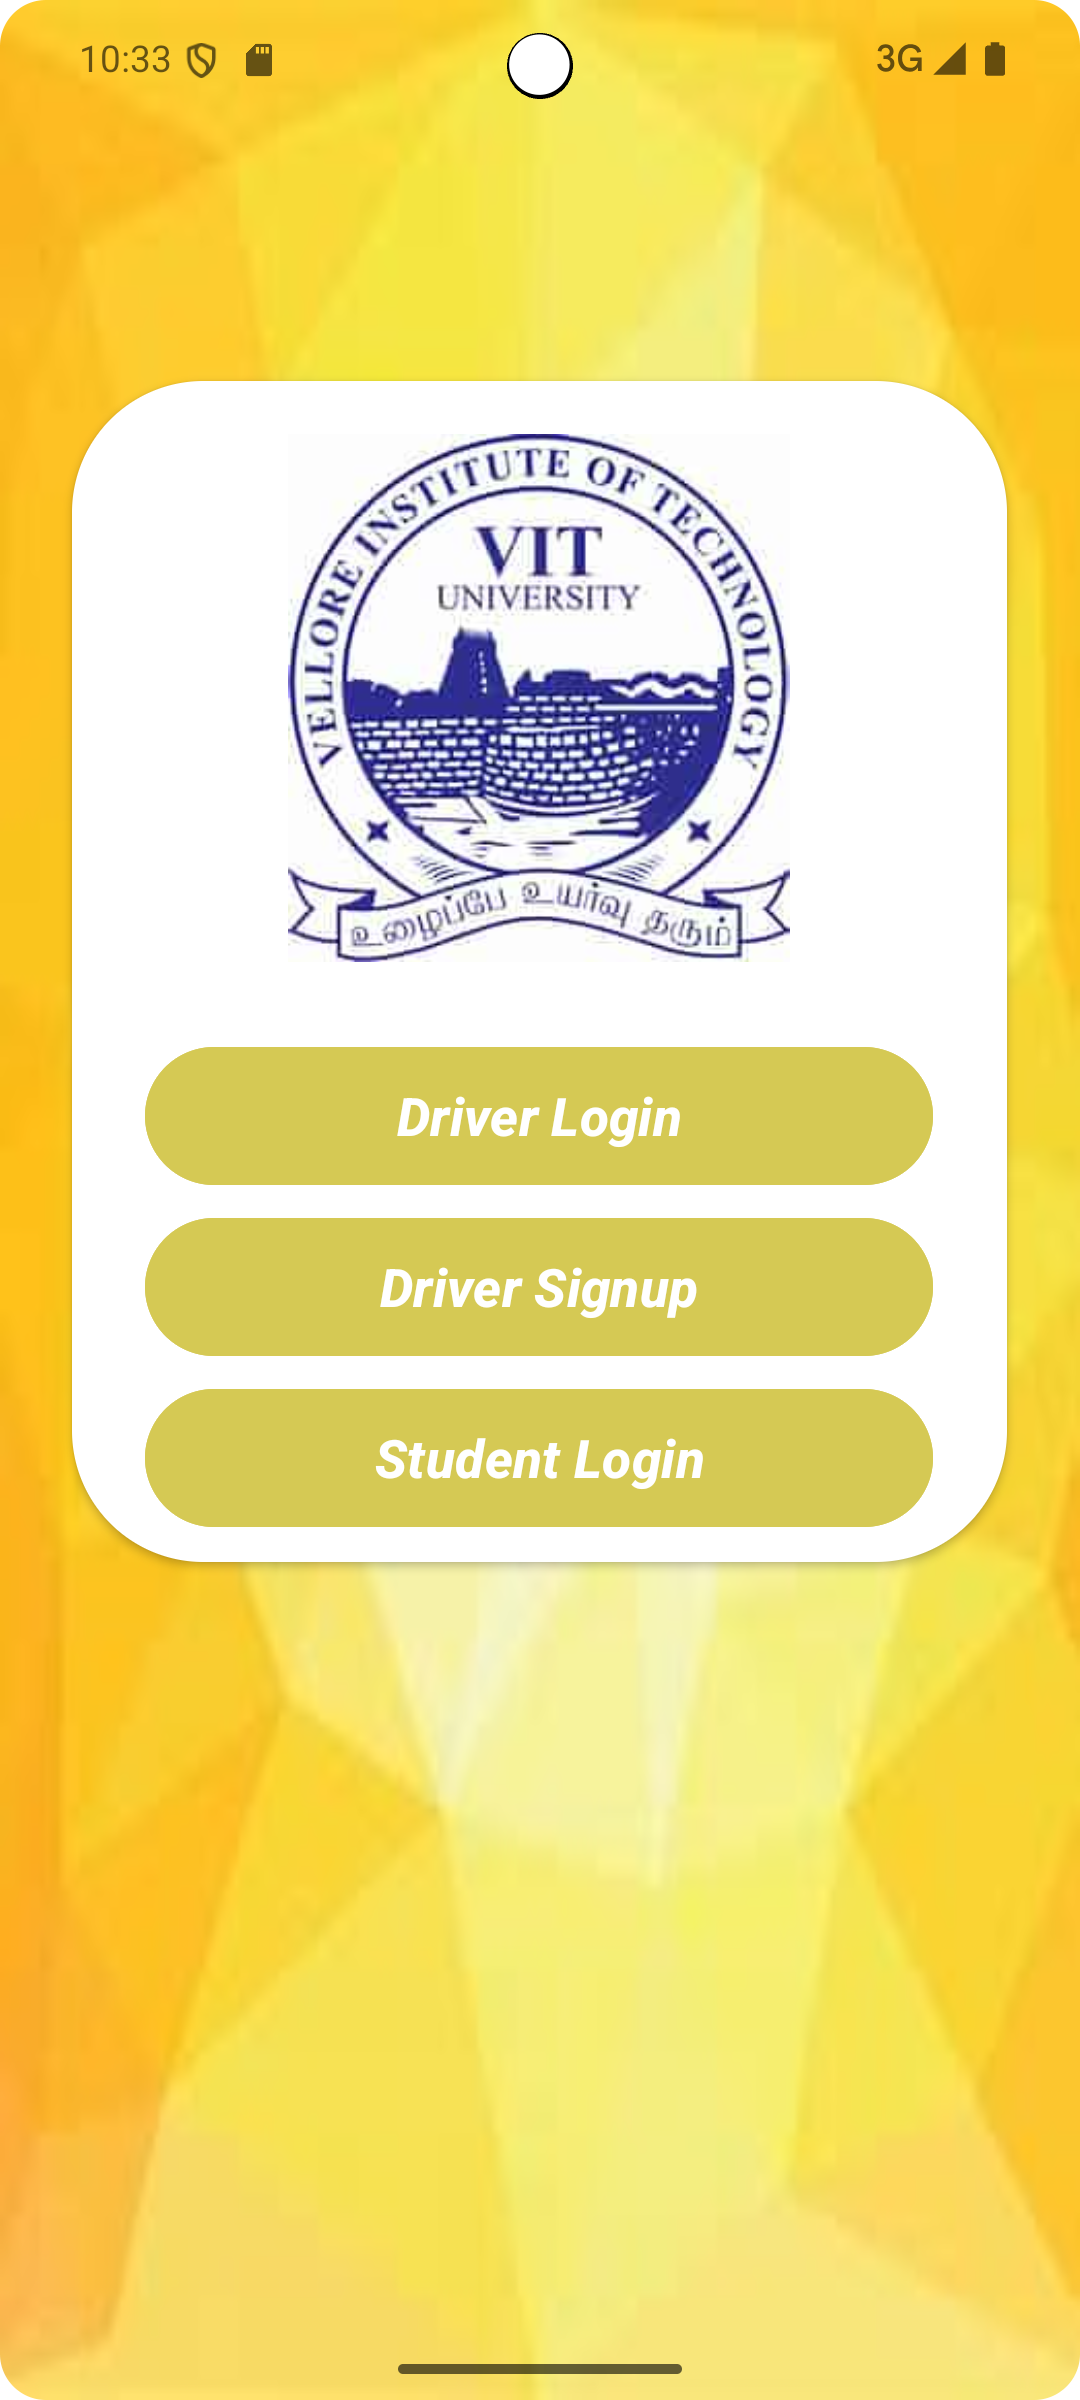 10:33
3G
VELLORE INSTITUTE OF TECHNOLOGY
VIT
UNIVERSITY
உழைப்பே உயர்வு தரும்
Driver Login
Driver Signup
Student Login